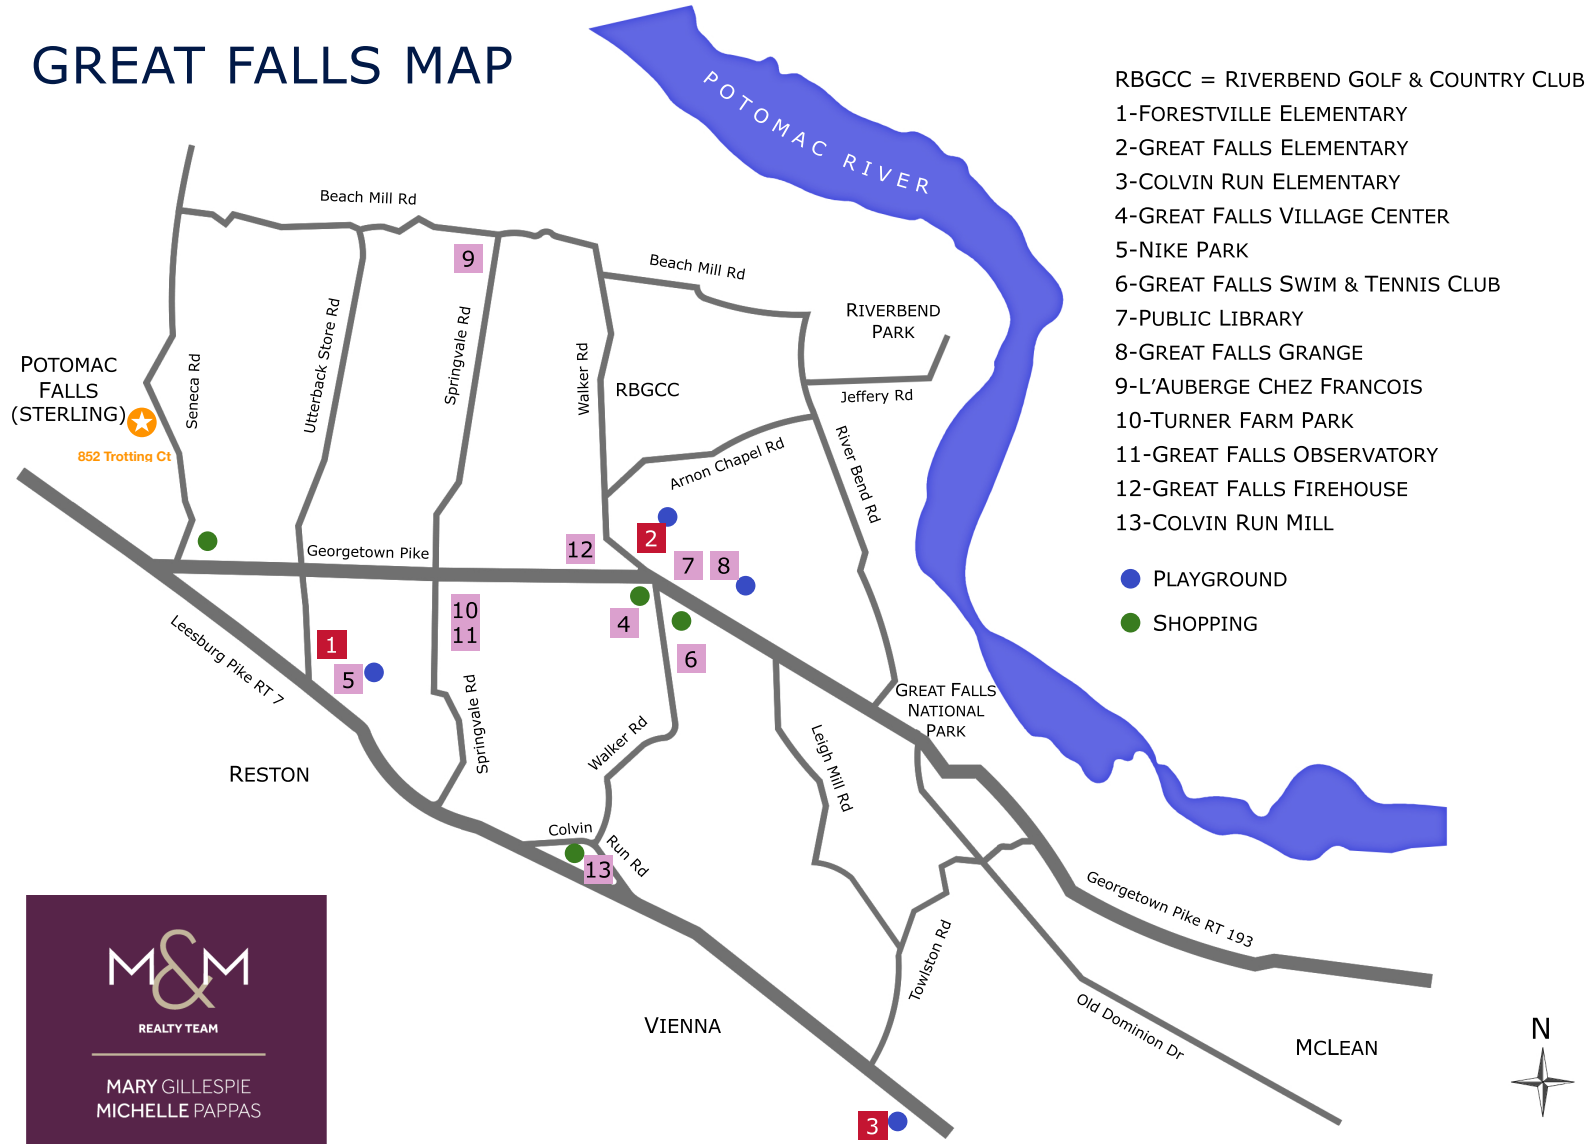 GREAT FALLS MAP
POTOMAC RIVER
RBGCC = RIVERBEND GOLF & COUNTRY CLUB
1-FORESTVILLE ELEMENTARY
2-GREAT FALLS ELEMENTARY
3-COLVIN RUN ELEMENTARY
4-GREAT FALLS VILLAGE CENTER
5-NIKE PARK
6-GREAT FALLS SWIM & TENNIS CLUB
7-PUBLIC LIBRARY
8-GREAT FALLS GRANGE
9-L'AUBERGE CHEZ FRANCOIS
10-TURNER FARM PARK
11-GREAT FALLS OBSERVATORY
12-GREAT FALLS FIREHOUSE
13-COLVIN RUN MILL
PLAYGROUND
SHOPPING
Beach Mill Rd
9
Beach Mill Rd
RIVERBEND
PARK
POTOMAC
FALLS
(STERLING)
852 Trotting Ct
Seneca Rd
Utterback Store Rd
Springvale Rd
Walker Rd
RBGCC
Jeffery Rd
Arnon Chapel Rd
River Bend Rd
Georgetown Pike
12
2
7
8
10
11
4
6
1
5
Leesburg Pike RT 7
Springvale Rd
Walker Rd
GREAT FALLS
NATIONAL
PARK
Leigh Mill Rd
RESTON
Colvin
Run Rd
13
Georgetown Pike RT 193
Towlston Rd
Old Dominion Dr
VIENNA
MCLEAN
N
3
M&M
REALTY TEAM
MARY GILLESPIE
MICHELLE PAPPAS